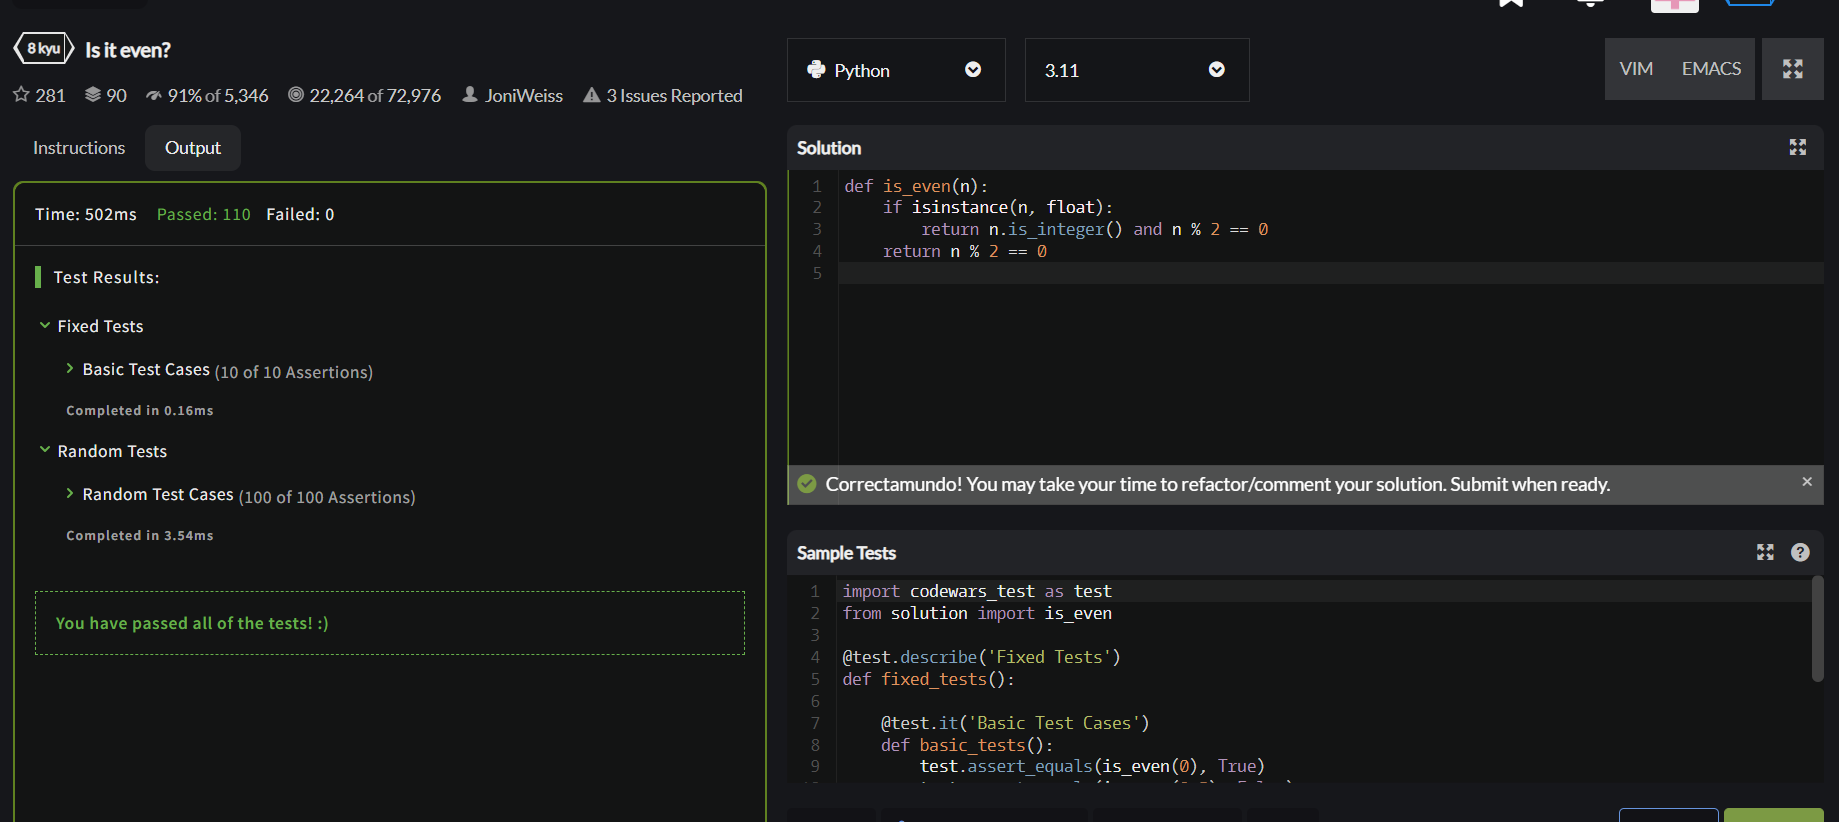 8 kyu Is it even?
281 90 91% of 5,346 22,264 of 72,976 JoniWeiss 3 Issues Reported
Instructions Output
Time: 502ms Passed: 110 Failed: 0
Test Results:
Fixed Tests
Basic Test Cases (10 of 10 Assertions)
Completed in 0.16ms
Random Tests
Random Test Cases (100 of 100 Assertions)
Completed in 3.54ms
You have passed all of the tests! :)
Python 3.11 VIM EMACS
Solution
1 def is_even(n):
2 if isinstance(n, float):
3 return n.is_integer() and n % 2 == 0
4 return n % 2 == 0
5
Correctamundo! You may take your time to refactor/comment your solution. Submit when ready. ×
Sample Tests ?
1 import codewars_test as test
2 from solution import is_even
3
4 @test.describe('Fixed Tests')
5 def fixed_tests():
6
7 @test.it('Basic Test Cases')
8 def basic_tests():
9 test.assert_equals(is_even(0), True)